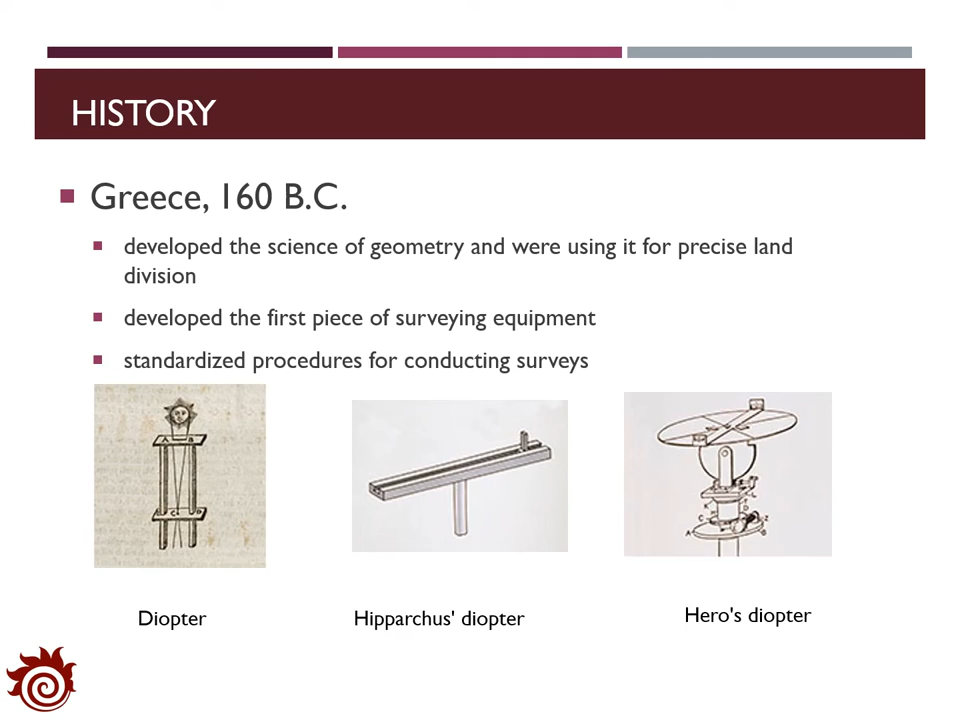 HISTORY
Greece, 160 B.C.
developed the science of geometry and were using it for precise land
division
developed the first piece of surveying equipment
standardized procedures for conducting surveys
A B
C D
Diopter
Hipparchus' diopter
Hero's diopter